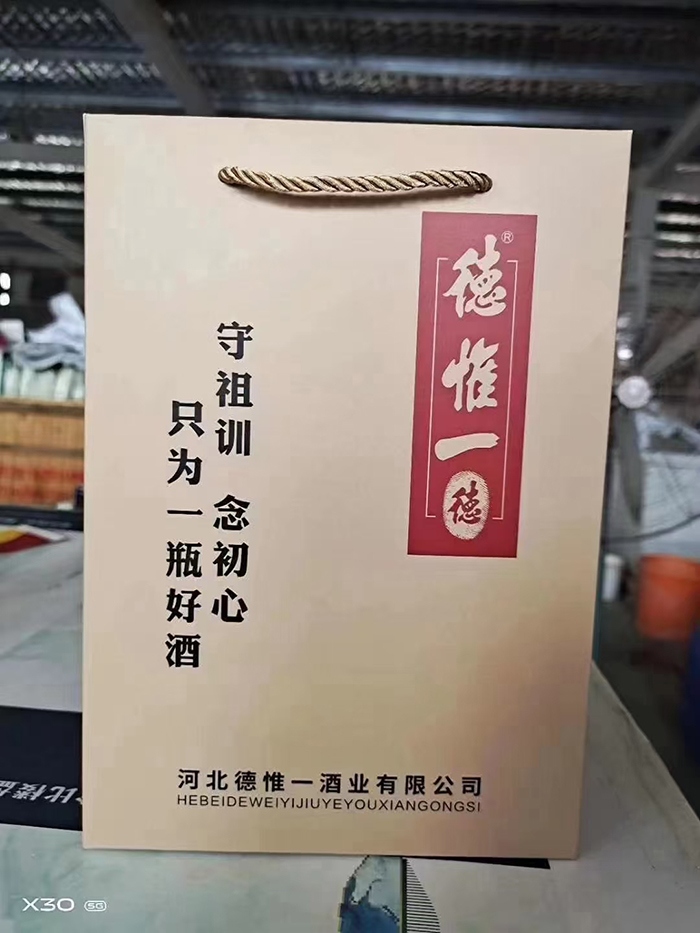 德惟一®
德
守祖训 念初心
只为一瓶好酒
河北德惟一酒业有限公司
HEBEIDEWEIYIJIUYEYOUXIANGONGSI
X30 5G